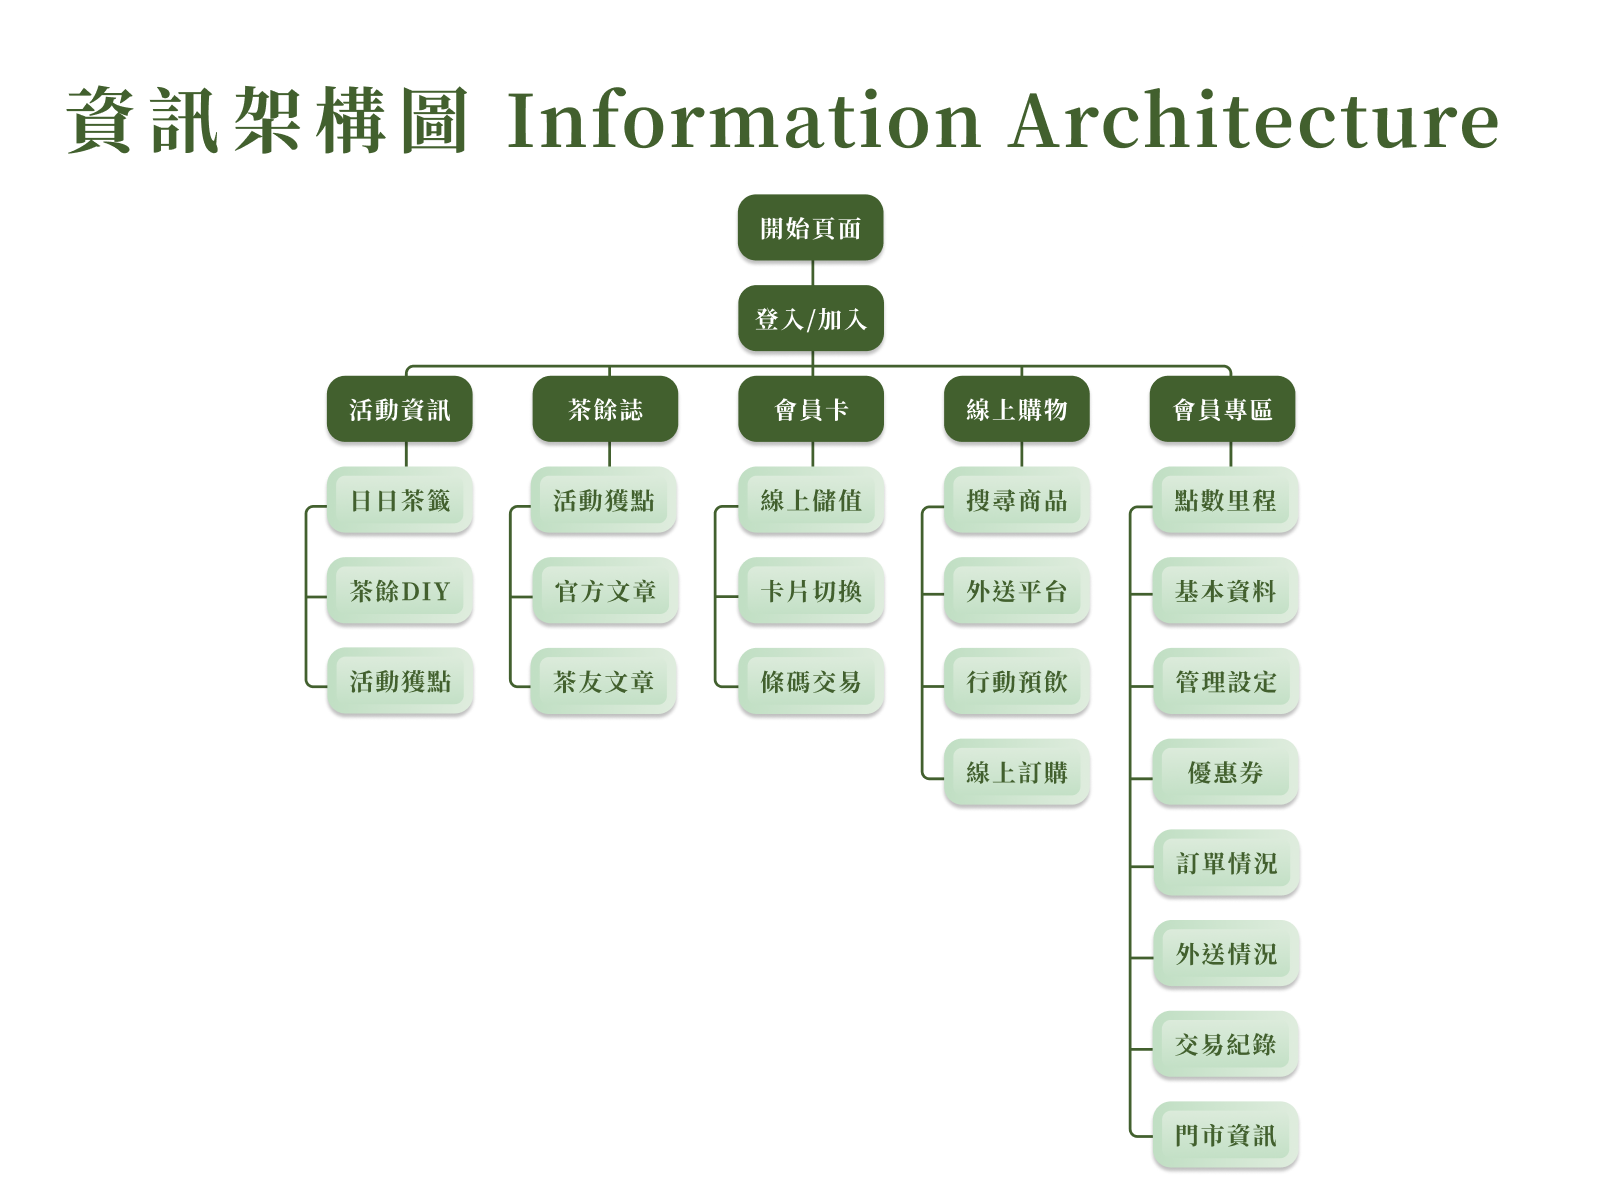 資訊架構圖 Information Architecture
開始頁面
登入/加入
活動資訊
茶餘誌
會員卡
線上購物
會員專區
日日茶籤
茶餘DIY
活動獲點
活動獲點
官方文章
茶友文章
線上儲值
卡片切換
條碼交易
搜尋商品
外送平台
行動預飲
線上訂購
點數里程
基本資料
管理設定
優惠券
訂單情況
外送情況
交易紀錄
門市資訊